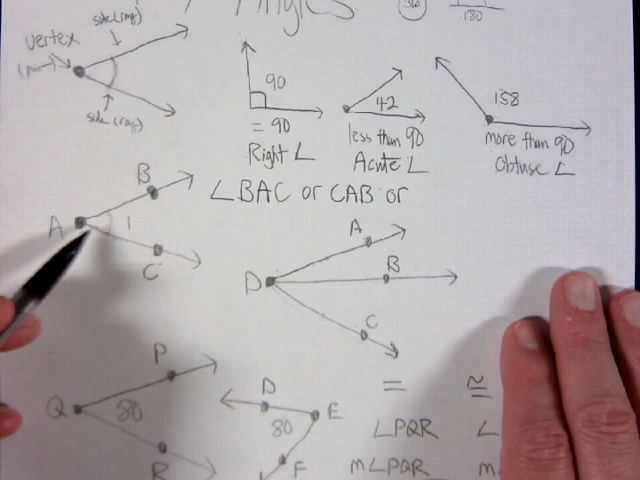 Angles
180
side (ray)
vertex
side (ray)
90
= 90
Right ∠
42
less than 90
Acute ∠
158
more than 90
Obtuse ∠
B
A
1
C
∠BAC or CAB or
A
D
B
C
P
Q
80
R
D
80
E
F
= ≅
∠PQR ∠
m∠PQR m